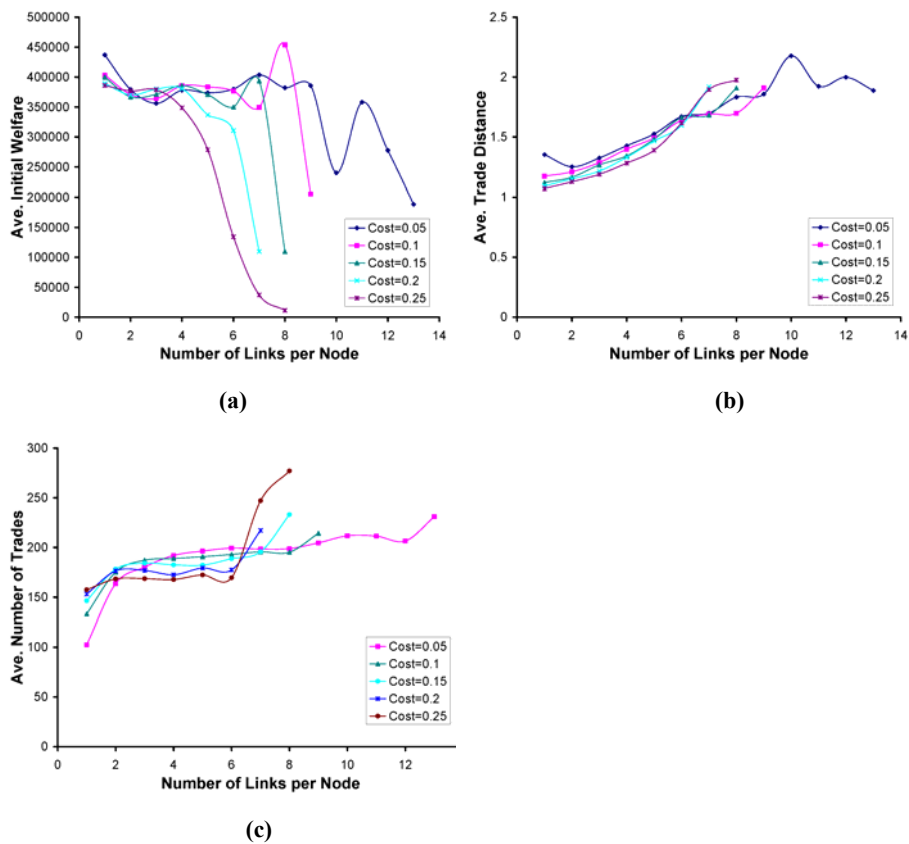 500000
450000
400000
350000
300000
250000
200000
150000
100000
50000
0
Ave. Initial Welfare
0 2 4 6 8 10 12 14
Number of Links per Node
Cost=0.05
Cost=0.1
Cost=0.15
Cost=0.2
Cost=0.25
(a)
2.5
2
1.5
1
0.5
0
Ave. Trade Distance
0 2 4 6 8 10 12 14
Number of Links per Node
Cost=0.05
Cost=0.1
Cost=0.15
Cost=0.2
Cost=0.25
(b)
300
250
200
150
100
50
0
Ave. Number of Trades
0 2 4 6 8 10 12
Number of Links per Node
Cost=0.05
Cost=0.1
Cost=0.15
Cost=0.2
Cost=0.25
(c)